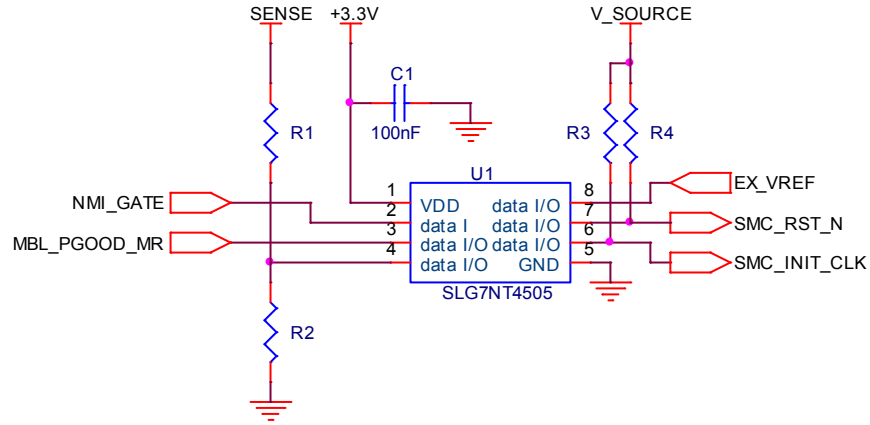 SENSE
+3.3V
V_SOURCE
C1
100nF
R1
R3
R4
U1
NMI_GATE
MBL_PGOOD_MR
1
2
3
4
VDD
data I
data I/O
data I/O
data I/O
data I/O
data I/O
GND
8
7
6
5
EX_VREF
SMC_RST_N
SMC_INIT_CLK
SLG7NT4505
R2